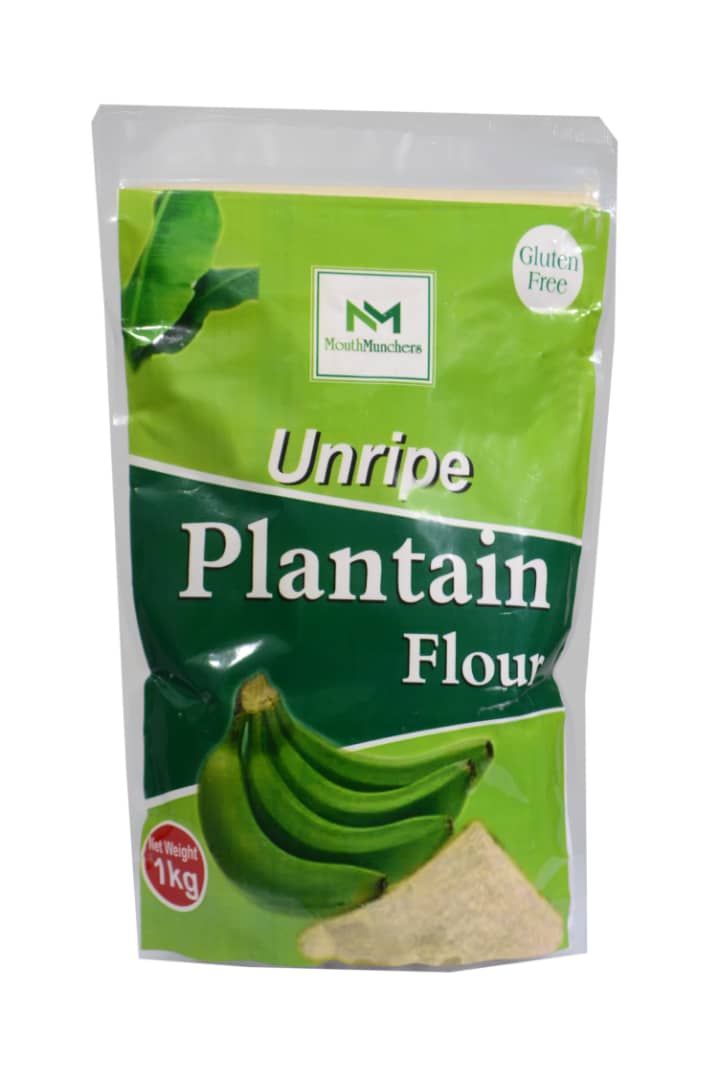 Gluten
Free
MouthMunchers
Unripe
Plantain
Flour
Net Weight
1kg